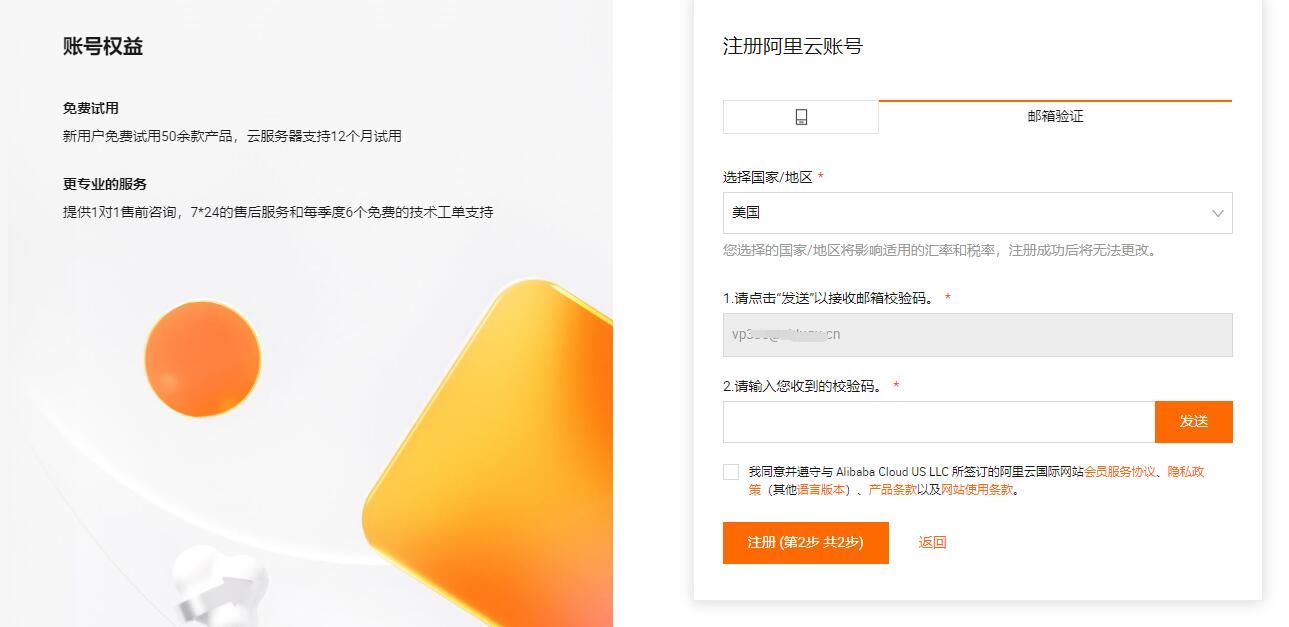 账号权益
免费试用
新用户免费试用50余款产品，云服务器支持12个月试用
更专业的服务
提供1对1售前咨询，7*24的售后服务和每季度6个免费的技术工单支持
注册阿里云账号
邮箱验证
选择国家/地区 *
美国
您选择的国家/地区将影响适用的汇率和税率，注册成功后将无法更改。
1.请点击“发送”以接收邮箱校验码。 *
2.请输入您收到的校验码。 *
发送
我同意并遵守与 Alibaba Cloud US LLC 所签订的阿里云国际网站会员服务协议、隐私政
策（其他语言版本）、产品条款以及网站使用条款。
注册 (第2步 共2步)
返回